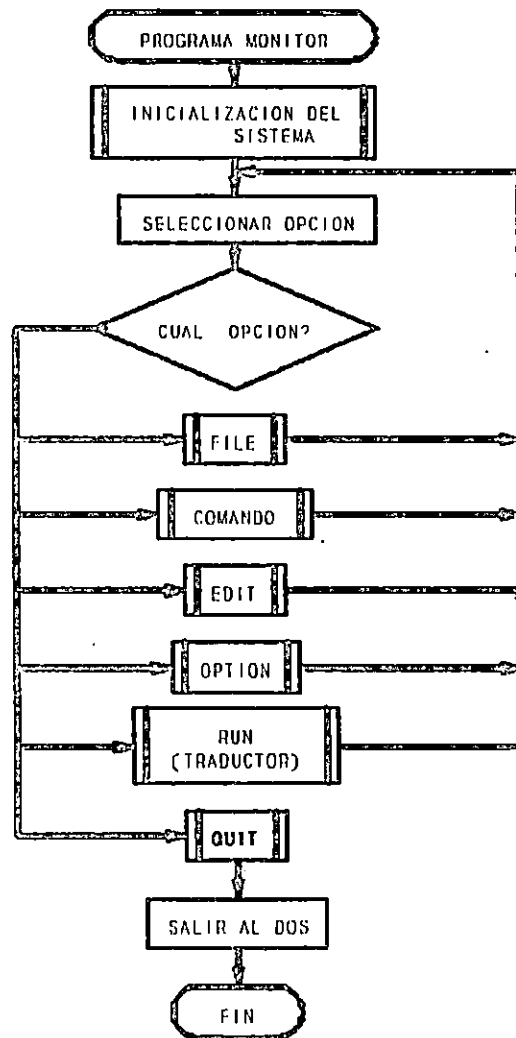 PROGRAMA MONITOR
INICIALIZACION DEL
SISTEMA
SELECCIONAR OPCION
CUAL OPCION?
FILE
COMANDO
EDIT
OPTION
RUN
(TRADUCTOR)
QUIT
SALIR AL DOS
FIN